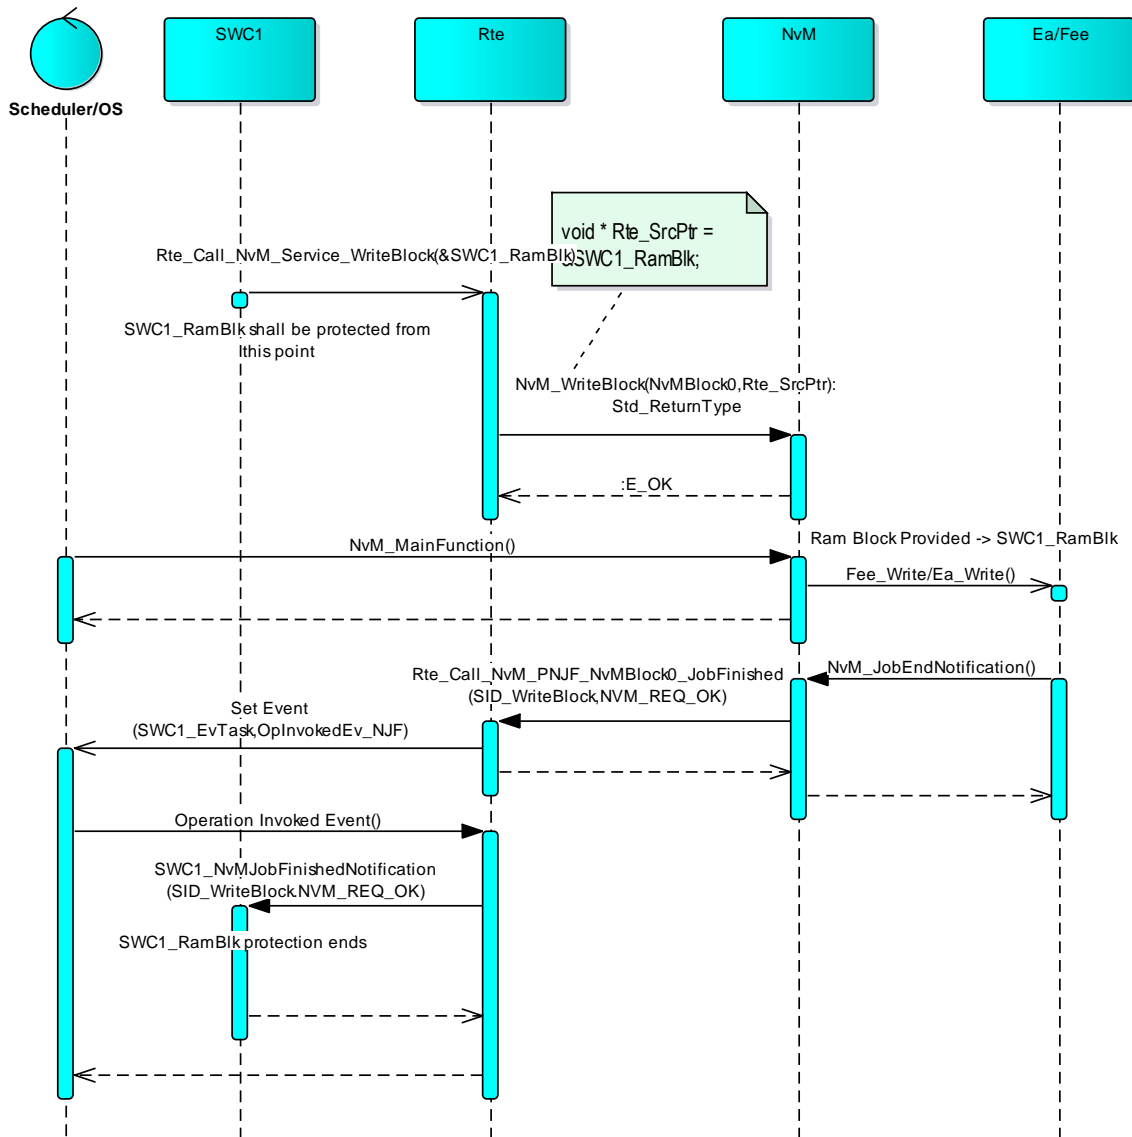 SWC1
Rte
NvM
Ea/Fee
Scheduler/OS
void * Rte_SrcPtr =
&SWC1_RamBlk;
Rte_Call_NvM_Service_WriteBlock(&SWC1_RamBlk)
SWC1_RamBlk shall be protected from
this point
NvM_WriteBlock(NvMBlock0,Rte_SrcPtr):
Std_ReturnType
:E_OK
NvM_MainFunction()
Ram Block Provided -> SWC1_RamBlk
Fee_Write/Ea_Write()
NvM_JobEndNotification()
Rte_Call_NvM_PNJF_NvMBlock0_JobFinished
(SID_WriteBlock,NVM_REQ_OK)
Set Event
(SWC1_EvTask,OpInvokedEv_NJF)
Operation Invoked Event()
SWC1_NvMJobFinishedNotification
(SID_WriteBlock.NVM_REQ_OK)
SWC1_RamBlk protection ends